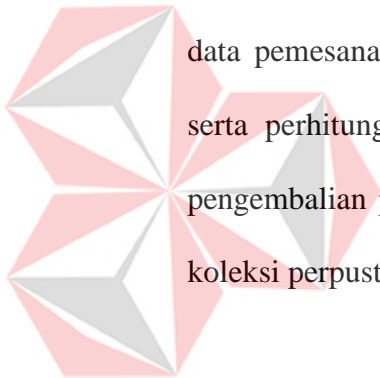 data pemesana
serta perhitung
pengembalian p
koleksi perpust